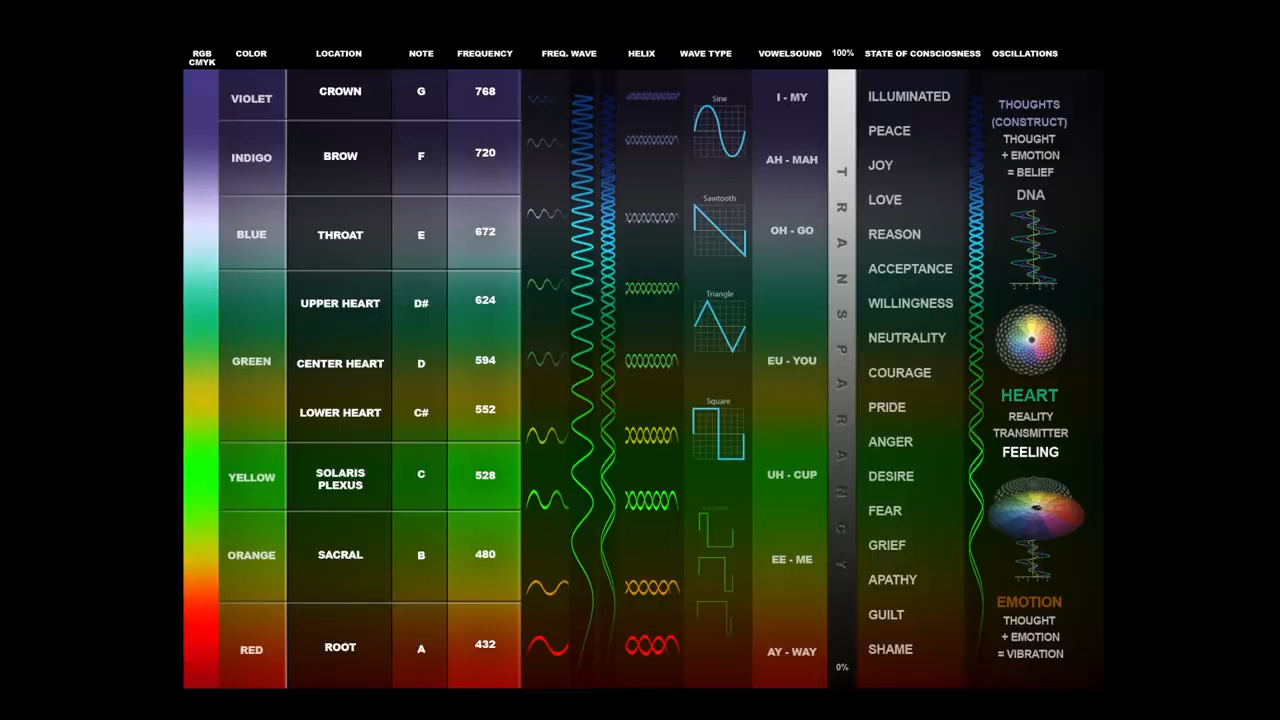 RGB CMYK COLOR LOCATION NOTE FREQUENCY FREQ. WAVE HELIX WAVE TYPE VOWELSOUND 100% STATE OF CONSCIOSNESS OSCILLATIONS
VIOLET CROWN G 768 I - MY
INDIGO BROW F 720 AH - MAH
BLUE THROAT E 672 OH - GO
UPPER HEART D# 624
GREEN CENTER HEART D 594 EU - YOU
LOWER HEART C# 552
YELLOW SOLARIS PLEXUS C 528 UH - CUP
ORANGE SACRAL B 480 EE - ME
RED ROOT A 432 AY - WAY
Sine
Sawtooth
Triangle
Square
TRANSPARANCY
0%
ILLUMINATED
PEACE
JOY
LOVE
REASON
ACCEPTANCE
WILLINGNESS
NEUTRALITY
COURAGE
PRIDE
ANGER
DESIRE
FEAR
GRIEF
APATHY
GUILT
SHAME
THOUGHTS
(CONSTRUCT)
THOUGHT
+ EMOTION
= BELIEF
DNA
HEART
REALITY
TRANSMITTER
FEELING
EMOTION
THOUGHT
+ EMOTION
= VIBRATION